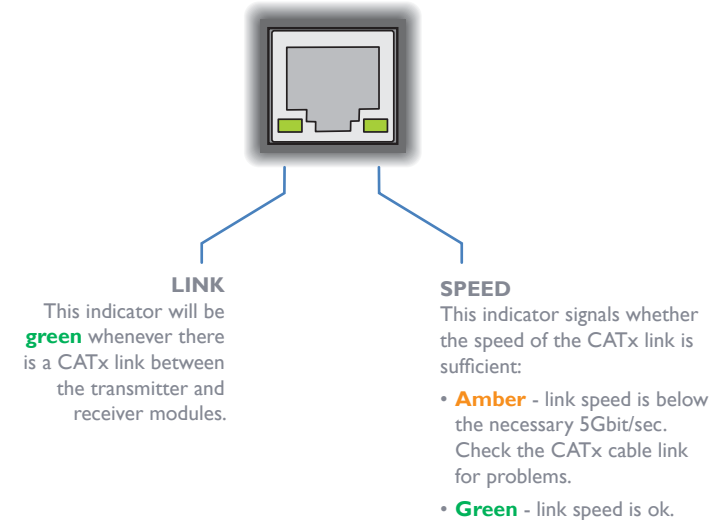 LINK
This indicator will be
green whenever there
is a CATx link between
the transmitter and
receiver modules.
SPEED
This indicator signals whether
the speed of the CATx link is
sufficient:
• Amber - link speed is below
the necessary 5Gbit/sec.
Check the CATx cable link
for problems.
• Green - link speed is ok.